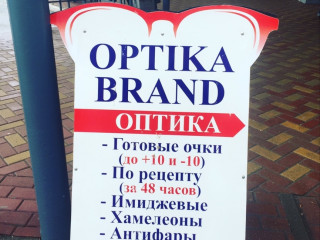 OPTIKA
BRAND
ОПТИКА
- Готовые очки
(до +10 и -10)
- По рецепту
(за 48 часов)
- Имиджевые
- Хамелеоны
- Антифары